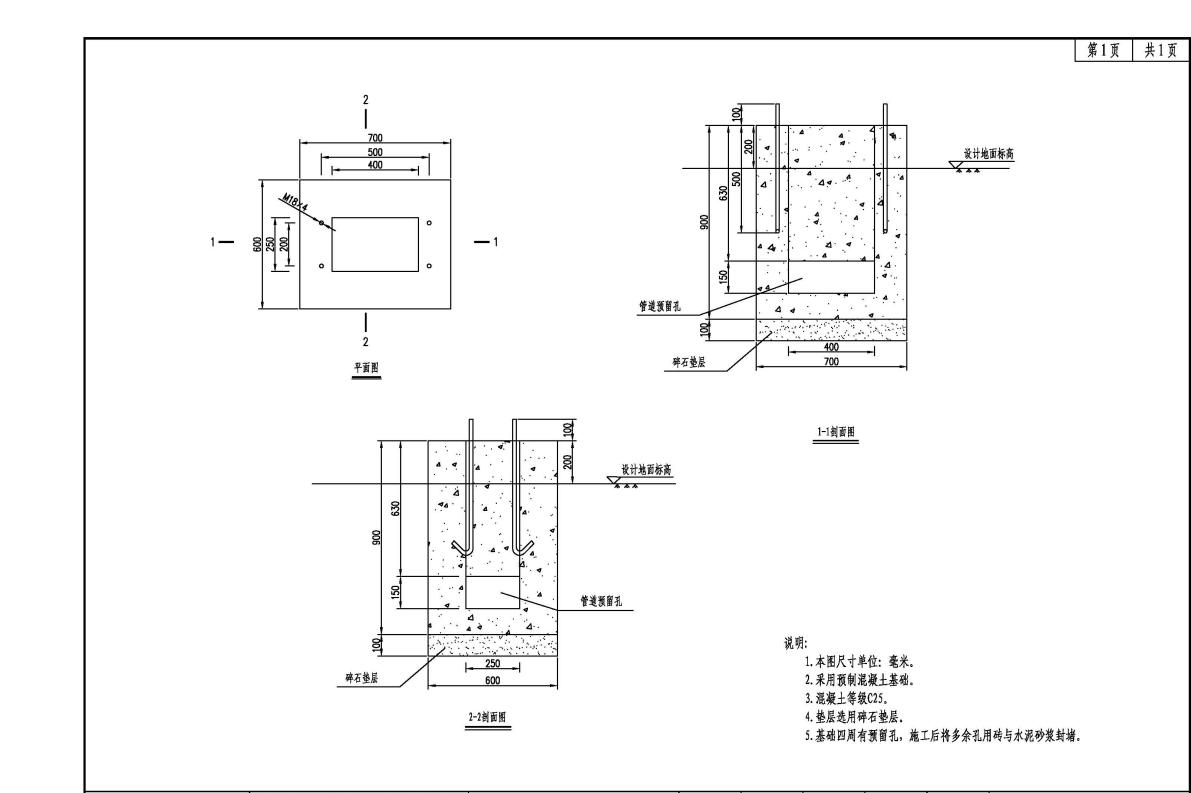 第1页 共1页
2
700
500
400
M18×4
1
1
600
250
200
2
平面图
100
200
500
630
900
150
100
设计地面标高
管道预留孔
碎石垫层
400
700
1-1剖面图
100
200
630
900
150
100
设计地面标高
管道预留孔
碎石垫层
250
600
2-2剖面图
说明:
1.本图尺寸单位：毫米。
2.采用预制混凝土基础。
3.混凝土等级C25。
4.垫层选用碎石垫层。
5.基础四周有预留孔，施工后将多余孔用砖与水泥砂浆封堵。